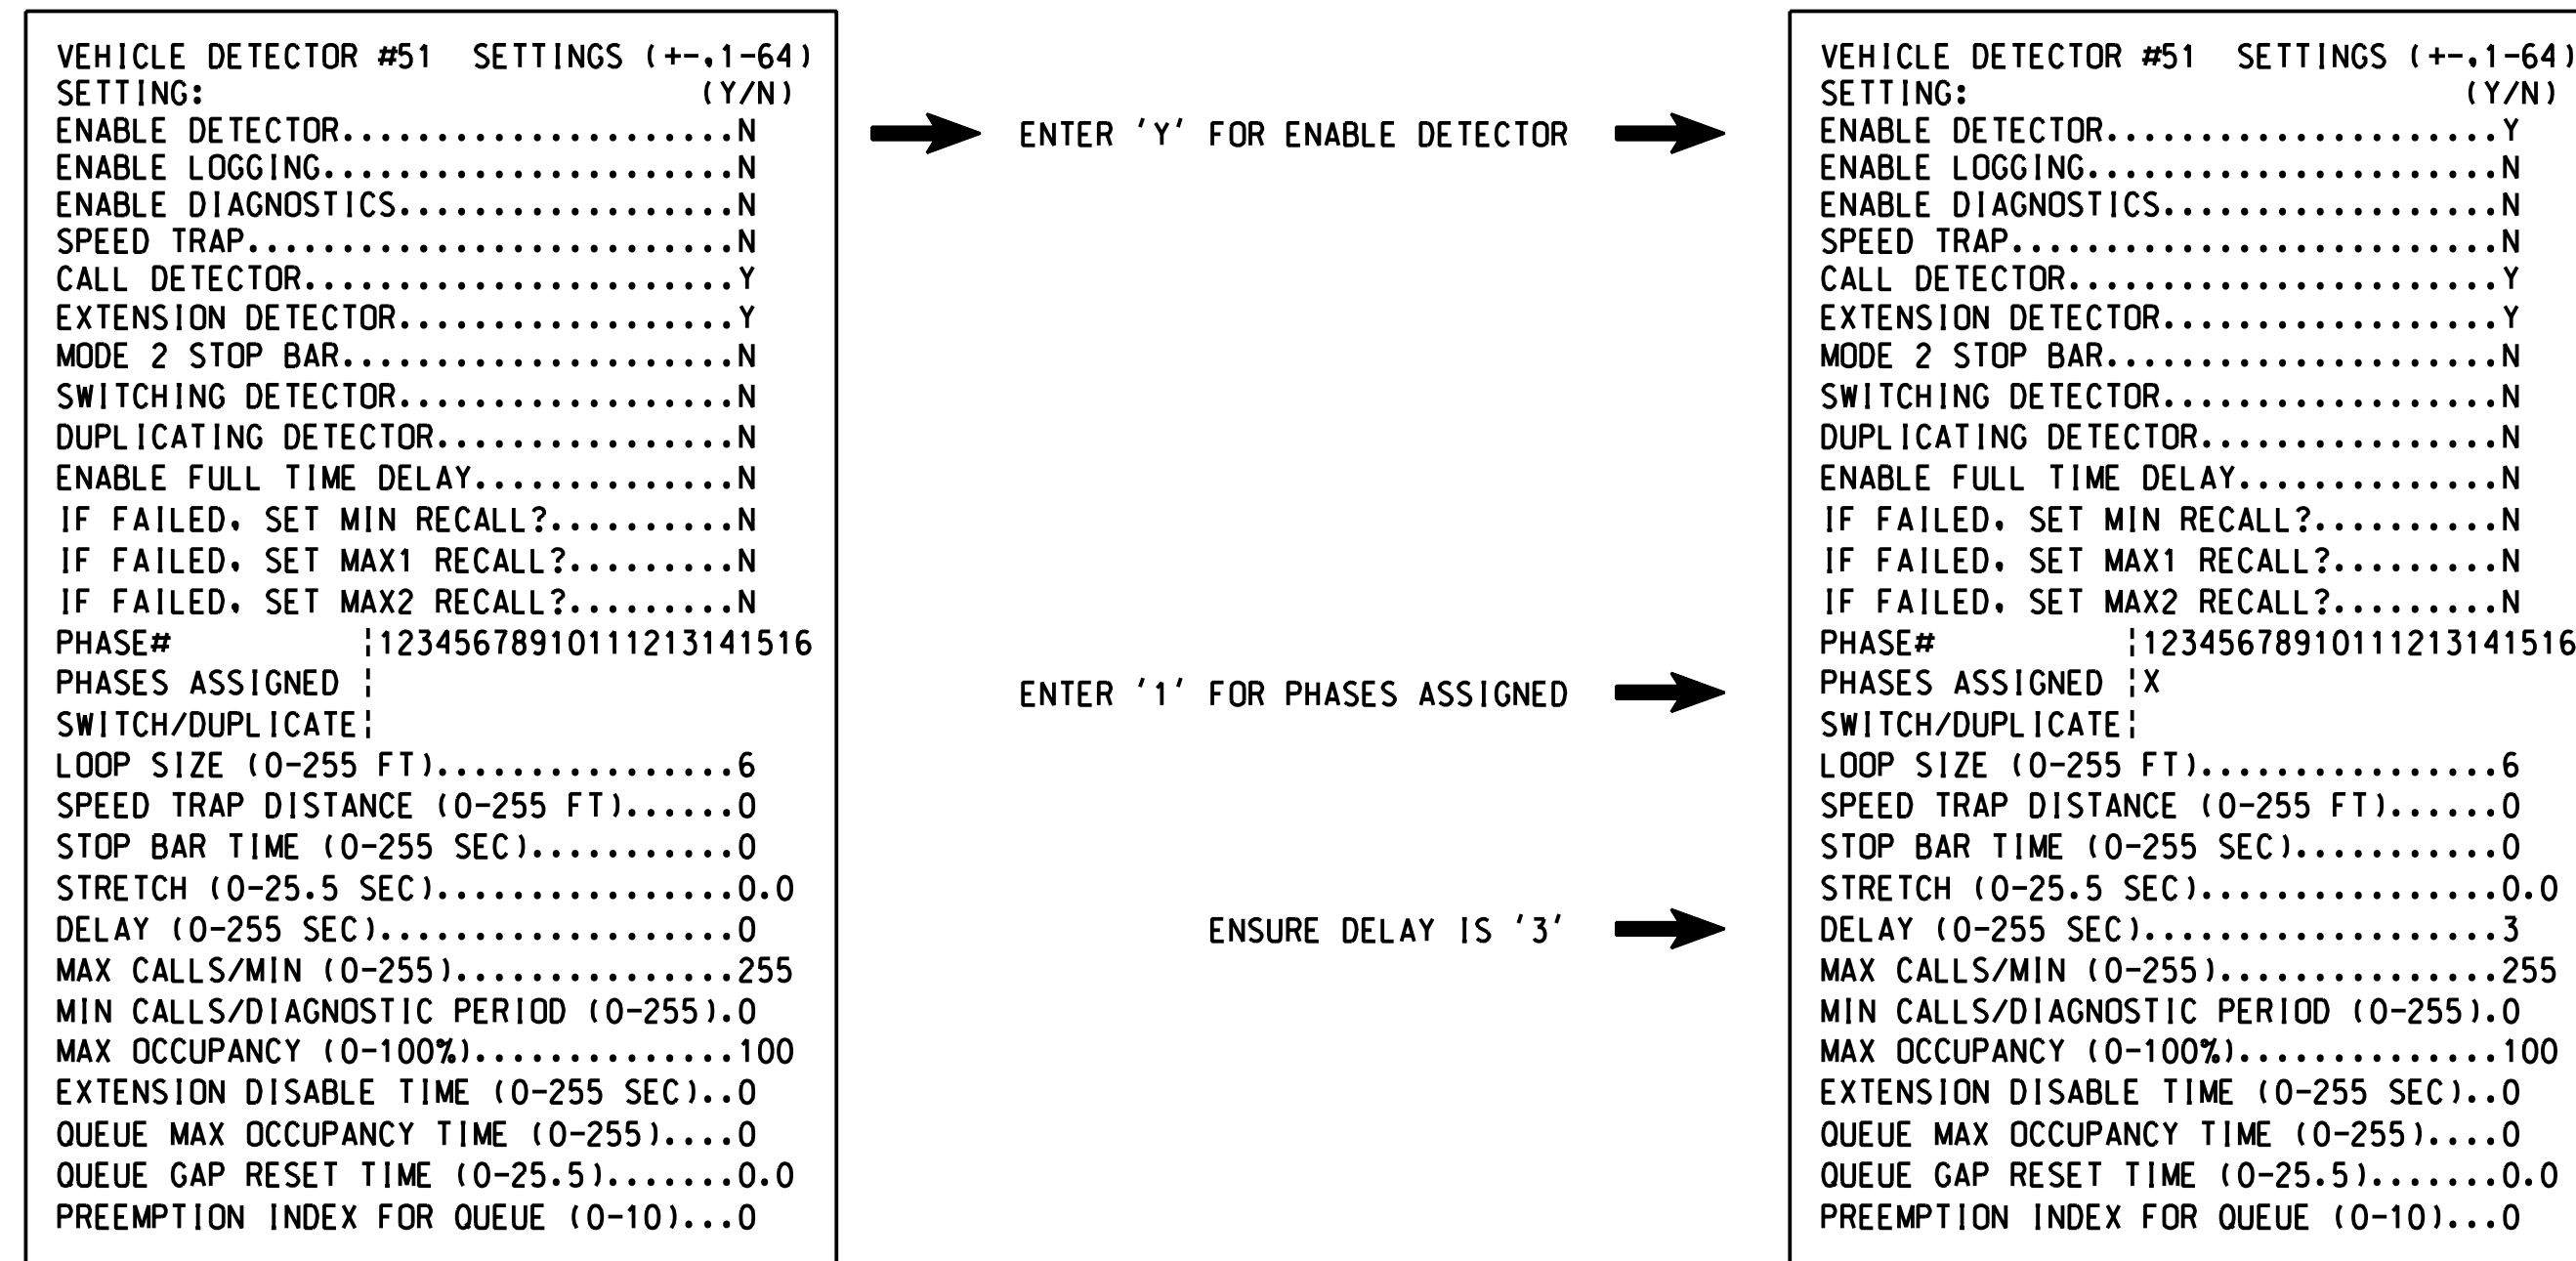 VEHICLE DETECTOR #51  SETTINGS (+-,1-64)
SETTING:                          (Y/N)
ENABLE DETECTOR.....................N
ENABLE LOGGING......................N
ENABLE DIAGNOSTICS..................N
SPEED TRAP..........................N
CALL DETECTOR.......................Y
EXTENSION DETECTOR..................Y
MODE 2 STOP BAR.....................N
SWITCHING DETECTOR..................N
DUPLICATING DETECTOR................N
ENABLE FULL TIME DELAY..............N
IF FAILED, SET MIN RECALL?..........N
IF FAILED, SET MAX1 RECALL?.........N
IF FAILED, SET MAX2 RECALL?.........N
PHASE#          ¦12345678910111213141516
PHASES ASSIGNED ¦
SWITCH/DUPLICATE¦
LOOP SIZE (0-255 FT)................6
SPEED TRAP DISTANCE (0-255 FT)......0
STOP BAR TIME (0-255 SEC)...........0
STRETCH (0-25.5 SEC)................0.0
DELAY (0-255 SEC)...................0
MAX CALLS/MIN (0-255)...............255
MIN CALLS/DIAGNOSTIC PERIOD (0-255).0
MAX OCCUPANCY (0-100%)..............100
EXTENSION DISABLE TIME (0-255 SEC)..0
QUEUE MAX OCCUPANCY TIME (0-255)....0
QUEUE GAP RESET TIME (0-25.5).......0.0
PREEMPTION INDEX FOR QUEUE (0-10)...0
ENTER 'Y' FOR ENABLE DETECTOR
ENTER '1' FOR PHASES ASSIGNED
ENSURE DELAY IS '3'
VEHICLE DETECTOR #51  SETTINGS (+-,1-64)
SETTING:                          (Y/N)
ENABLE DETECTOR.....................Y
ENABLE LOGGING......................N
ENABLE DIAGNOSTICS..................N
SPEED TRAP..........................N
CALL DETECTOR.......................Y
EXTENSION DETECTOR..................Y
MODE 2 STOP BAR.....................N
SWITCHING DETECTOR..................N
DUPLICATING DETECTOR................N
ENABLE FULL TIME DELAY..............N
IF FAILED, SET MIN RECALL?..........N
IF FAILED, SET MAX1 RECALL?.........N
IF FAILED, SET MAX2 RECALL?.........N
PHASE#          ¦12345678910111213141516
PHASES ASSIGNED ¦X
SWITCH/DUPLICATE¦
LOOP SIZE (0-255 FT)................6
SPEED TRAP DISTANCE (0-255 FT)......0
STOP BAR TIME (0-255 SEC)...........0
STRETCH (0-25.5 SEC)................0.0
DELAY (0-255 SEC)...................3
MAX CALLS/MIN (0-255)...............255
MIN CALLS/DIAGNOSTIC PERIOD (0-255).0
MAX OCCUPANCY (0-100%)..............100
EXTENSION DISABLE TIME (0-255 SEC)..0
QUEUE MAX OCCUPANCY TIME (0-255)....0
QUEUE GAP RESET TIME (0-25.5).......0.0
PREEMPTION INDEX FOR QUEUE (0-10)...0